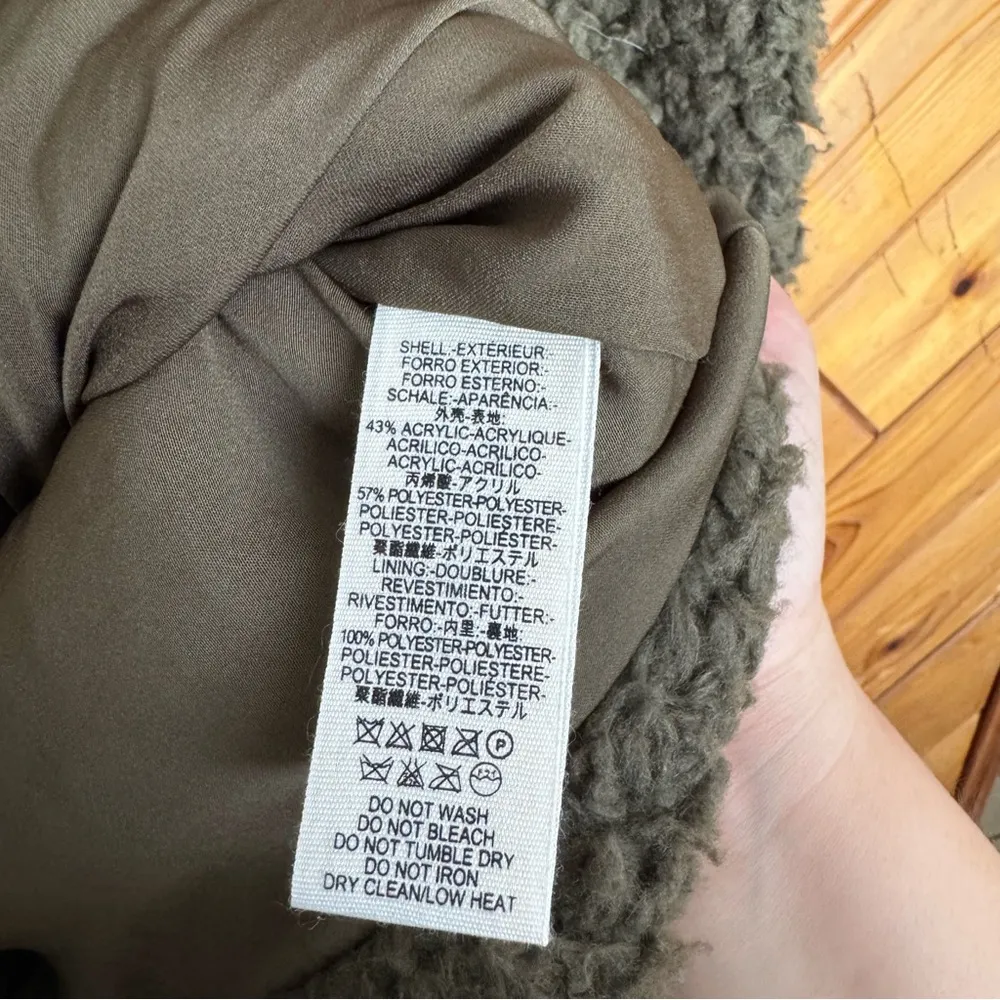 SHELL:-EXTÉRIEUR:-
FORRO EXTERIOR:-
FORRO ESTERNO:-
SCHALE:-APARÊNCIA:-
外壳-表地:
43% ACRYLIC-ACRYLIQUE-
ACRILICO-ACRILICO-
ACRYLIC-ACRÍLICO-
丙烯酸-アクリル
57% POLYESTER-POLYESTER-
POLIESTER-POLIESTERE-
POLYESTER-POLIÉSTER-
聚酯纖維-ポリエステル
LINING:-DOUBLURE:-
REVESTIMIENTO:-
RIVESTIMENTO:-FUTTER:-
FORRO:-内里.-裏地:
100% POLYESTER-POLYESTER-
POLIESTER-POLIESTERE-
POLYESTER-POLIÉSTER-
聚酯纖維-ポリエステル
P
DO NOT WASH
DO NOT BLEACH
DO NOT TUMBLE DRY
DO NOT IRON
DRY CLEAN/LOW HEAT